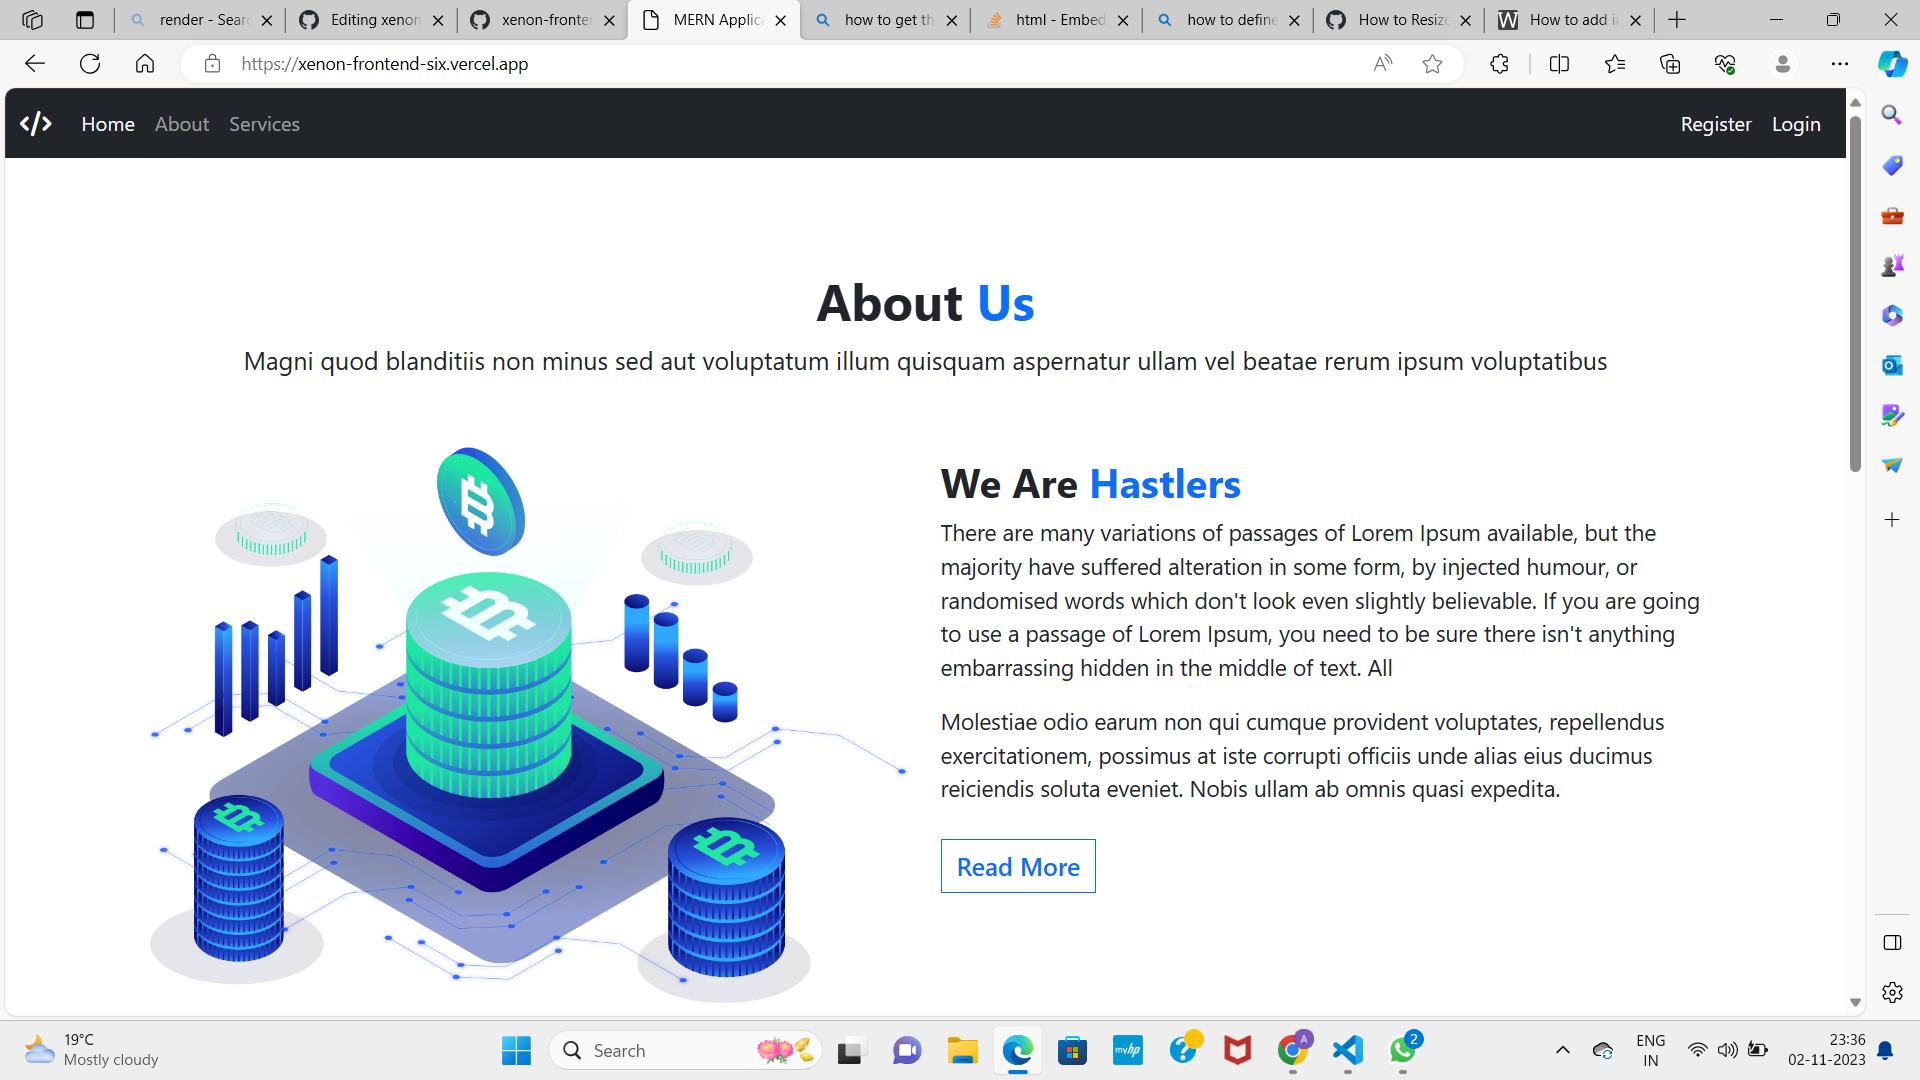 render - Sear
Editing xenon
xenon-fronte
MERN Applica
how to get th
html - Embed
how to define
How to Resize
How to add i
https://xenon-frontend-six.vercel.app
</> Home About Services Register Login
About Us
Magni quod blanditiis non minus sed aut voluptatum illum quisquam aspernatur ullam vel beatae rerum ipsum voluptatibus
We Are Hastlers
There are many variations of passages of Lorem Ipsum available, but the
majority have suffered alteration in some form, by injected humour, or
randomised words which don't look even slightly believable. If you are going
to use a passage of Lorem Ipsum, you need to be sure there isn't anything
embarrassing hidden in the middle of text. All
Molestiae odio earum non qui cumque provident voluptates, repellendus
exercitationem, possimus at iste corrupti officiis unde alias eius ducimus
reiciendis soluta eveniet. Nobis ullam ab omnis quasi expedita.
Read More
19°C
Mostly cloudy
Search
myhp
A
2
ENG
IN
23:36
02-11-2023